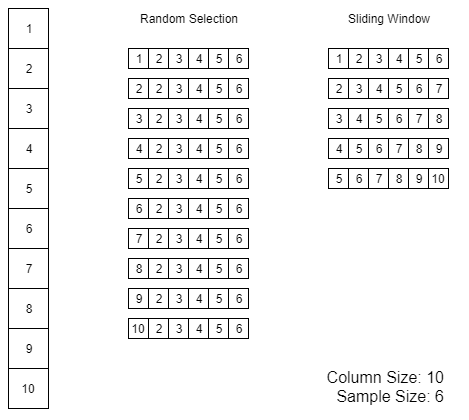 Random Selection
Sliding Window
1
2
3
4
5
6
7
8
9
10
1 2 3 4 5 6
2 2 3 4 5 6
3 2 3 4 5 6
4 2 3 4 5 6
5 2 3 4 5 6
6 2 3 4 5 6
7 2 3 4 5 6
8 2 3 4 5 6
9 2 3 4 5 6
10 2 3 4 5 6
1 2 3 4 5 6
2 3 4 5 6 7
3 4 5 6 7 8
4 5 6 7 8 9
5 6 7 8 9 10
Column Size: 10
Sample Size: 6